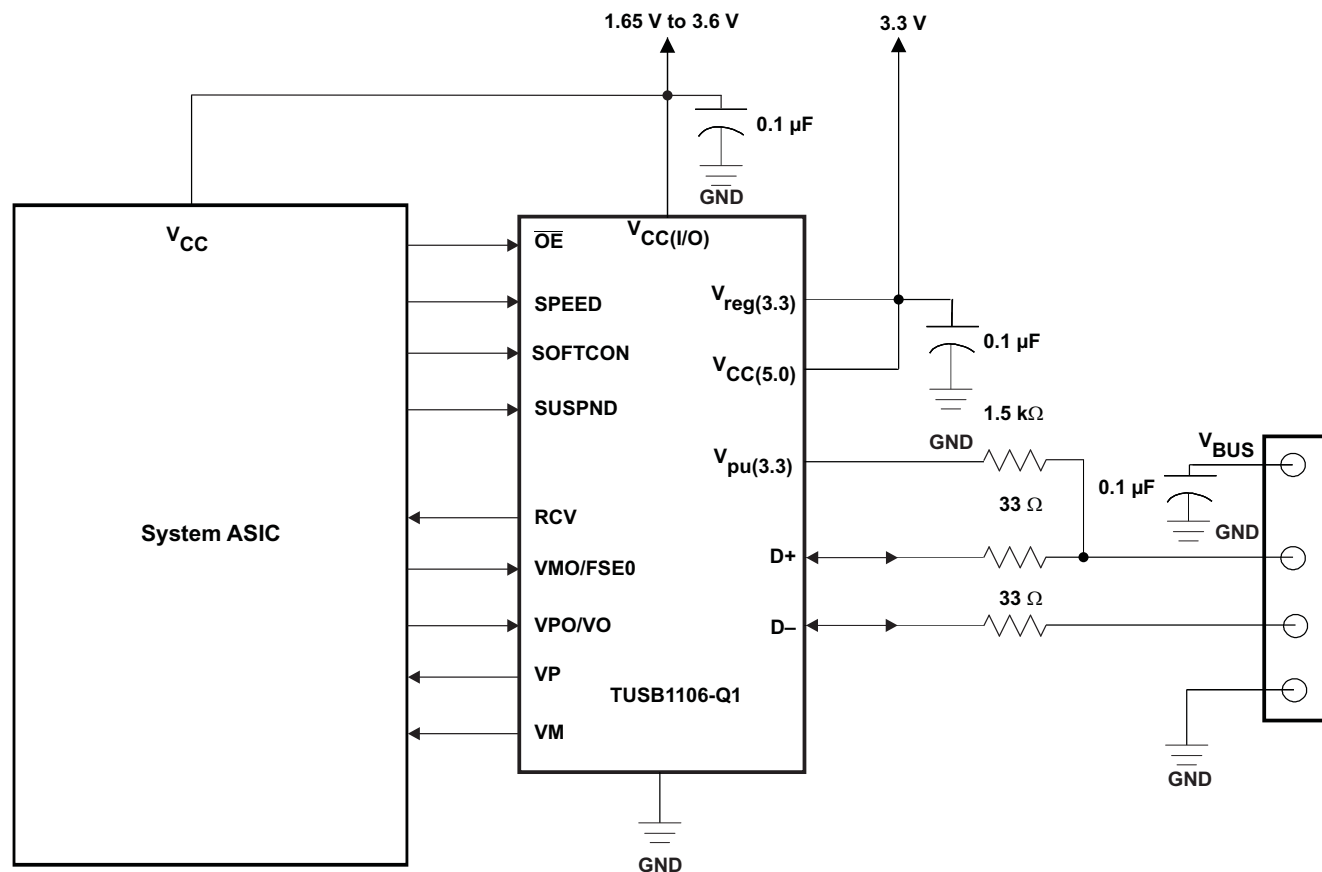 1.65 V to 3.6 V
3.3 V
0.1 µF
GND
VCC
OE
VCC(I/O)
SPEED
Vreg(3.3)
SOFTCON
0.1 µF
VCC(5.0)
SUSPND
1.5 kΩ
GND
VBUS
Vpu(3.3)
0.1 µF
33 Ω
GND
RCV
System ASIC
D+
VMO/FSE0
33 Ω
VPO/VO
D–
VP
TUSB1106-Q1
VM
GND
GND